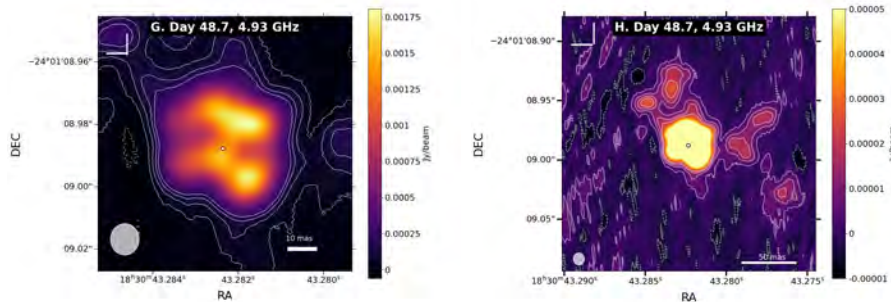 G. Day 48.7, 4.93 GHz
−24°01'08.96"
08.98"
09.00"
09.02"
DEC
10 mas
18ʰ30ᵐ43.284ˢ
43.282ˢ
43.280ˢ
RA
0.00175
0.0015
0.00125
0.001
0.00075
0.0005
0.00025
0
Jy/beam
H. Day 48.7, 4.93 GHz
−24°01'08.90"
08.95"
09.00"
09.05"
DEC
50 mas
18ʰ30ᵐ43.290ˢ
43.285ˢ
43.280ˢ
43.275ˢ
RA
0.00005
0.00004
0.00003
0.00002
0.00001
0
−0.00001